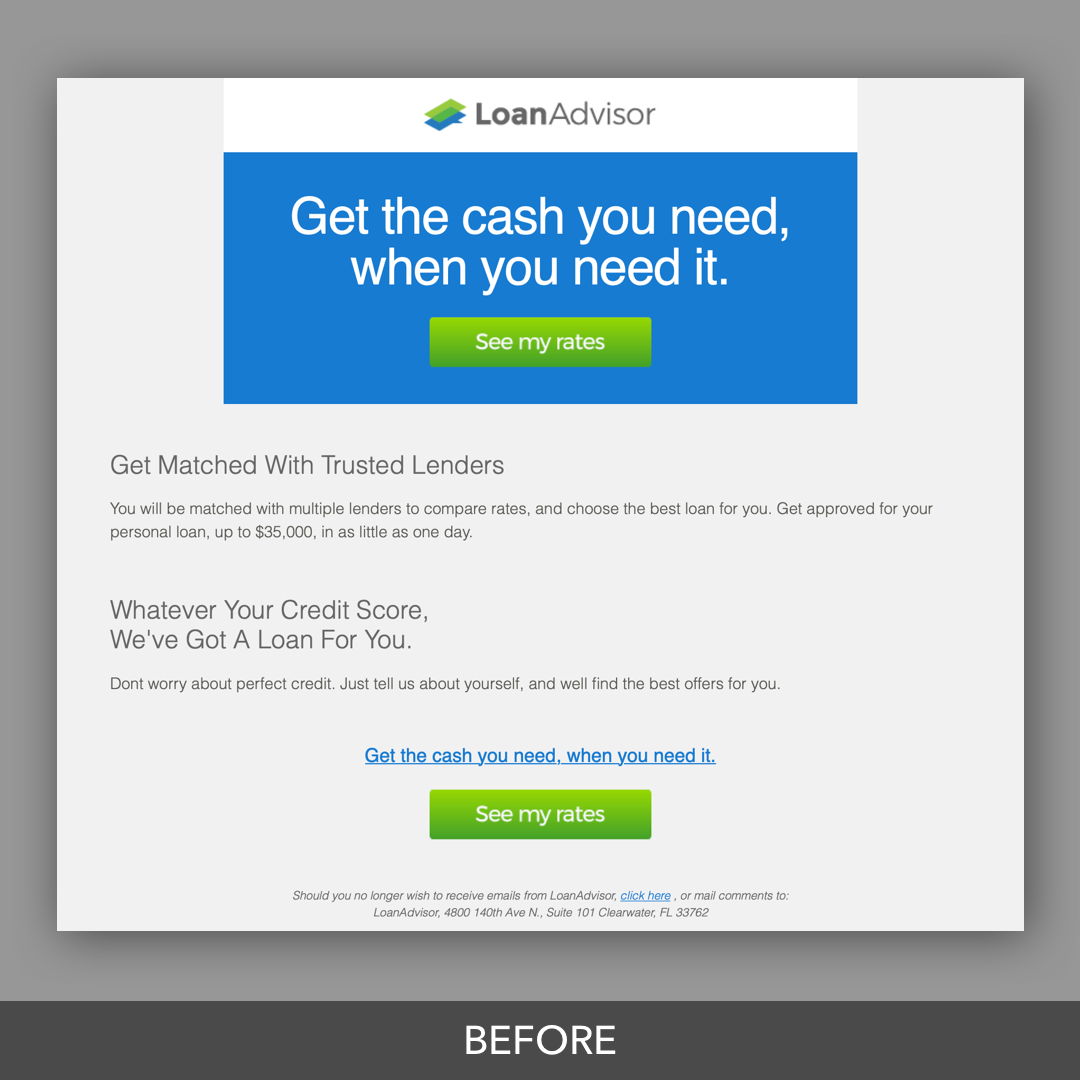 LoanAdvisor
Get the cash you need,
when you need it.
See my rates
Get Matched With Trusted Lenders
You will be matched with multiple lenders to compare rates, and choose the best loan for you. Get approved for your
personal loan, up to $35,000, in as little as one day.
Whatever Your Credit Score,
We've Got A Loan For You.
Dont worry about perfect credit. Just tell us about yourself, and well find the best offers for you.
Get the cash you need, when you need it.
See my rates
Should you no longer wish to receive emails from LoanAdvisor, click here , or mail comments to:
LoanAdvisor, 4800 140th Ave N., Suite 101 Clearwater, FL 33762
BEFORE